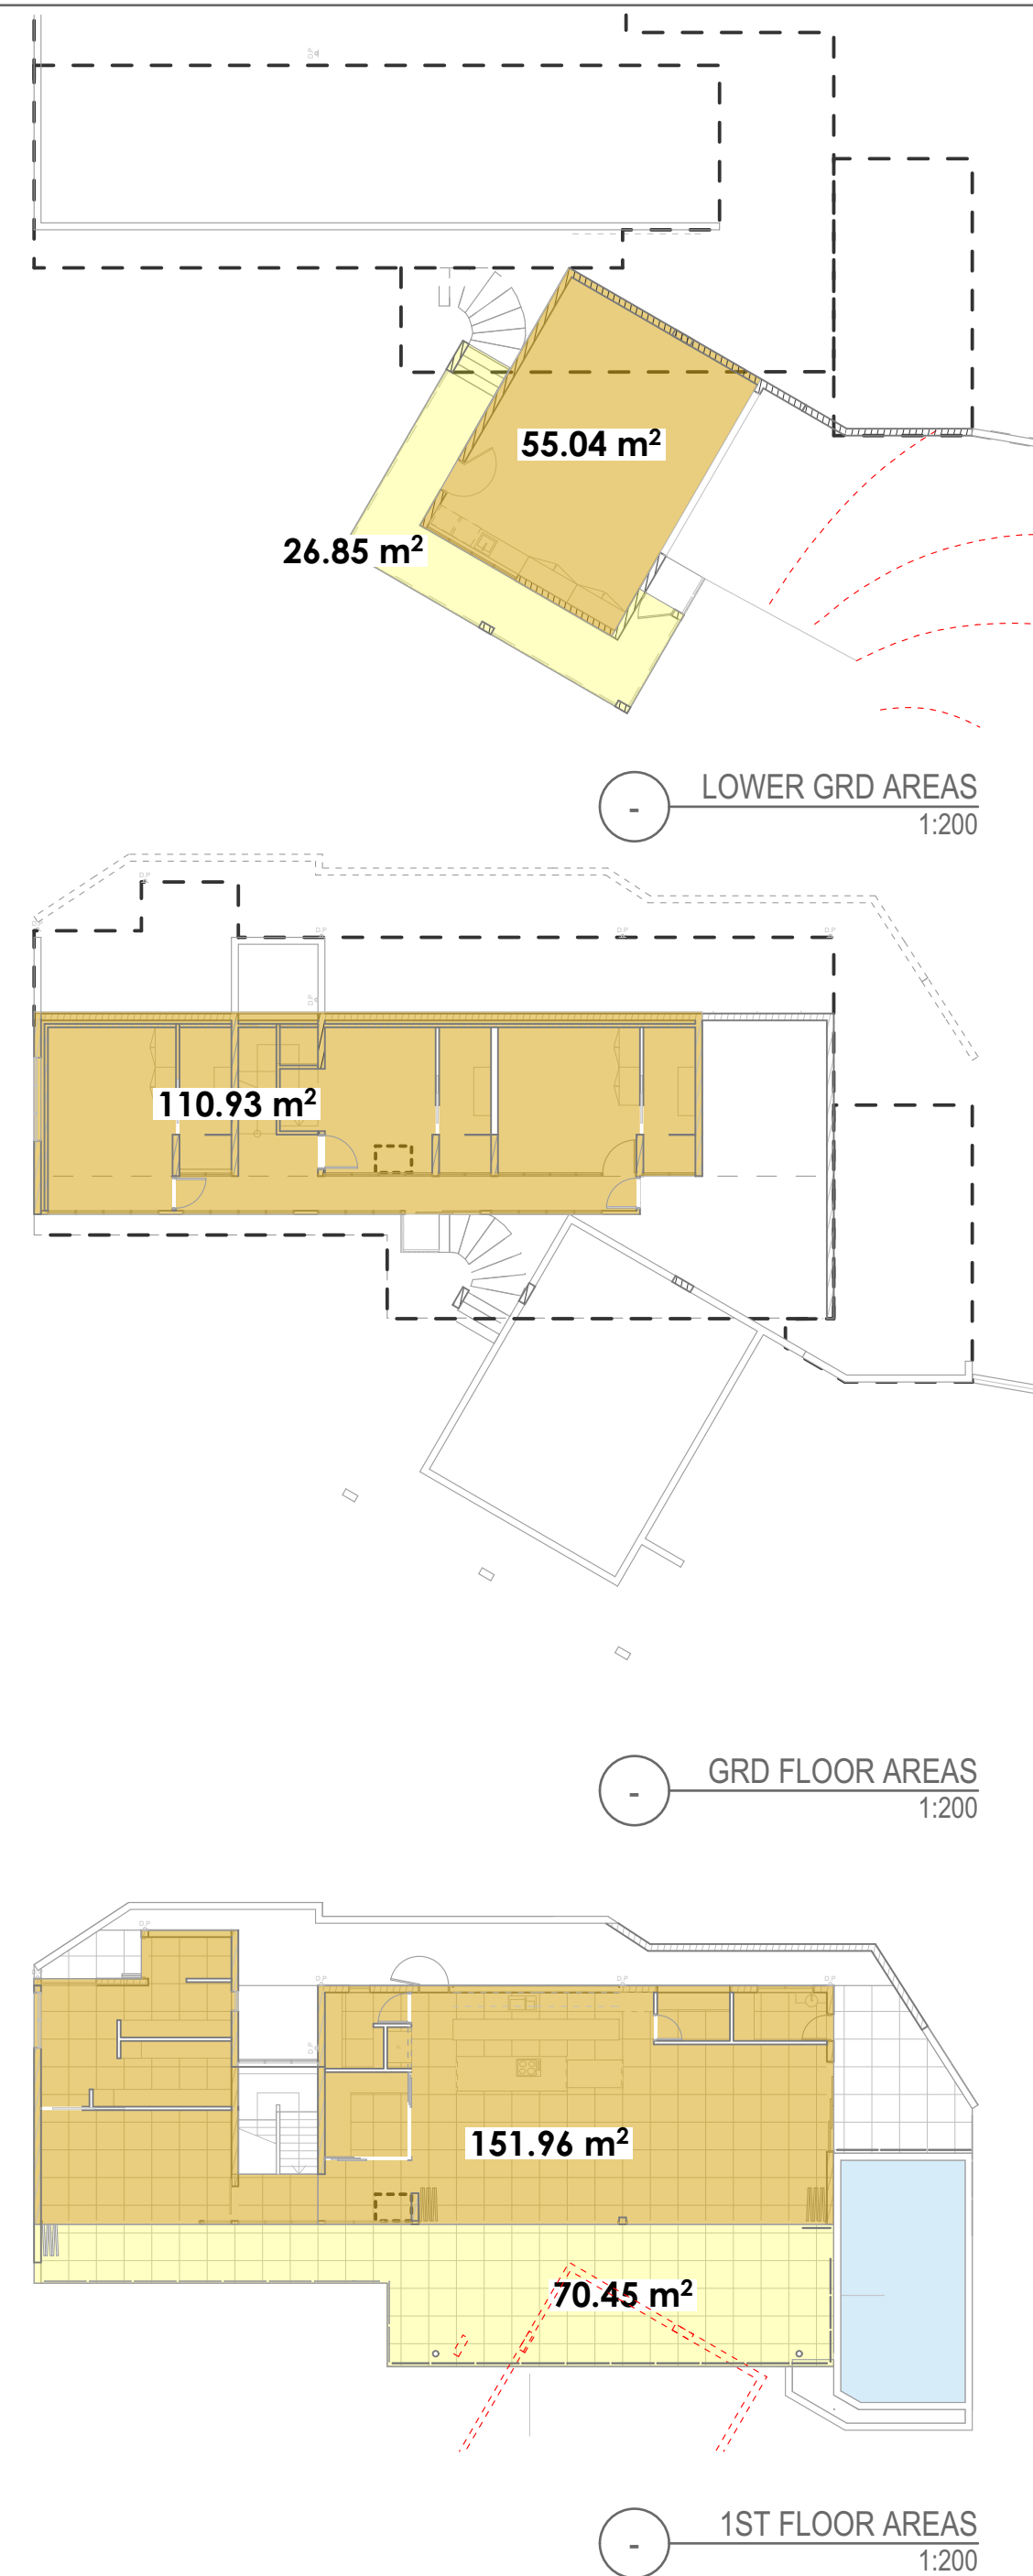 D.P
55.04 m²
26.85 m²
-
LOWER GRD AREAS
1:200
D.P
D.P
D.P
D.P
D.P
D.P
110.93 m²
-
GRD FLOOR AREAS
1:200
D.P
D.P
D.P
D.P
D.P
D.P
151.96 m²
70.45 m²
-
1ST FLOOR AREAS
1:200